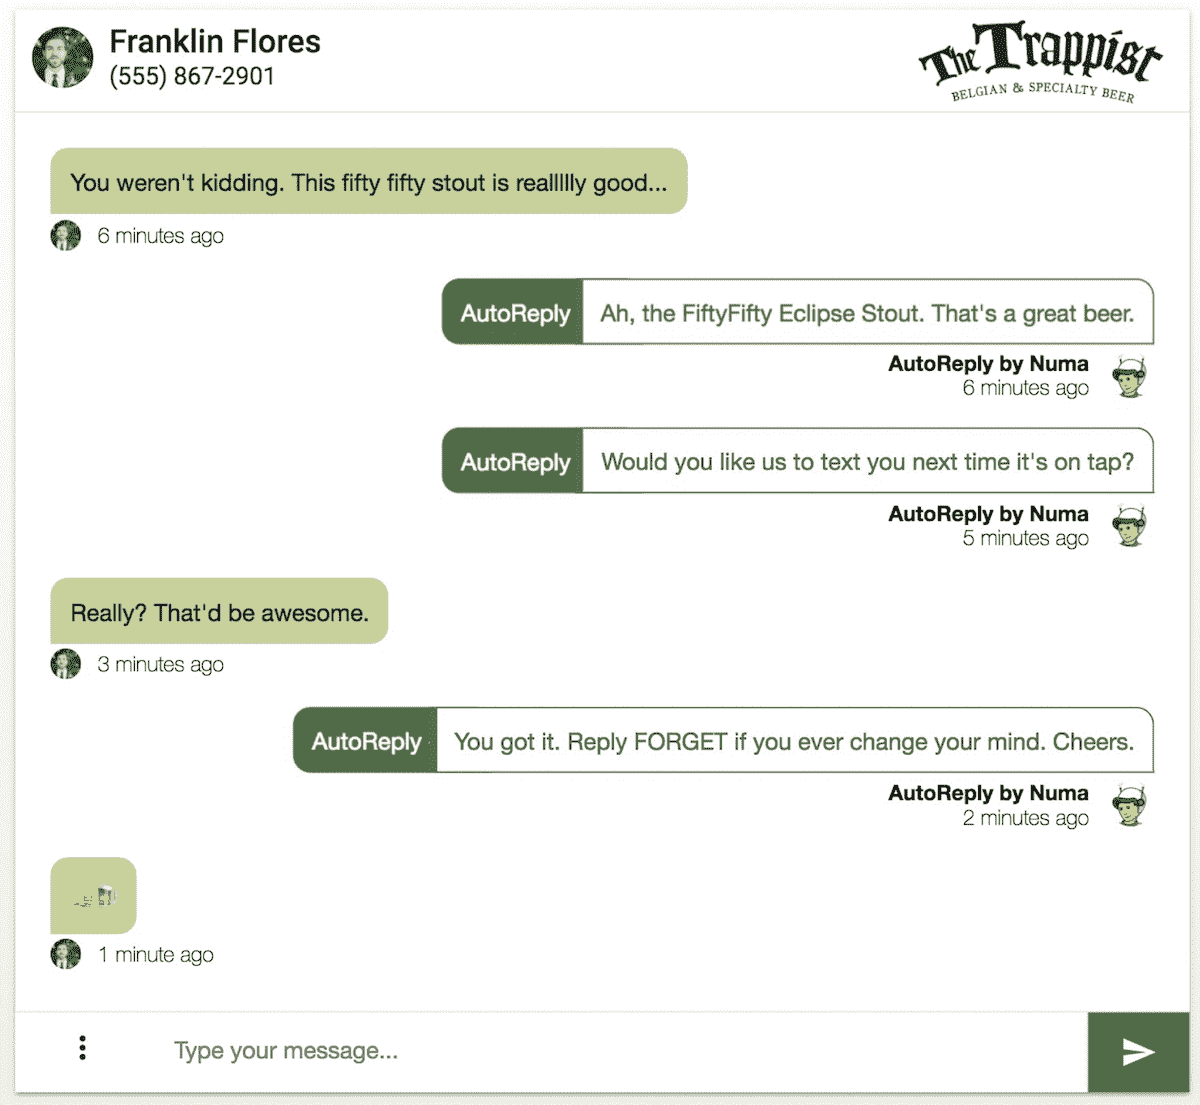 Franklin Flores
(555) 867-2901
The Trappist
BELGIAN & SPECIALTY BEER
You weren't kidding. This fifty fifty stout is reallllly good...
6 minutes ago
AutoReply Ah, the FiftyFifty Eclipse Stout. That's a great beer.
AutoReply by Numa
6 minutes ago
AutoReply Would you like us to text you next time it's on tap?
AutoReply by Numa
5 minutes ago
Really? That'd be awesome.
3 minutes ago
AutoReply You got it. Reply FORGET if you ever change your mind. Cheers.
AutoReply by Numa
2 minutes ago
1 minute ago
Type your message...